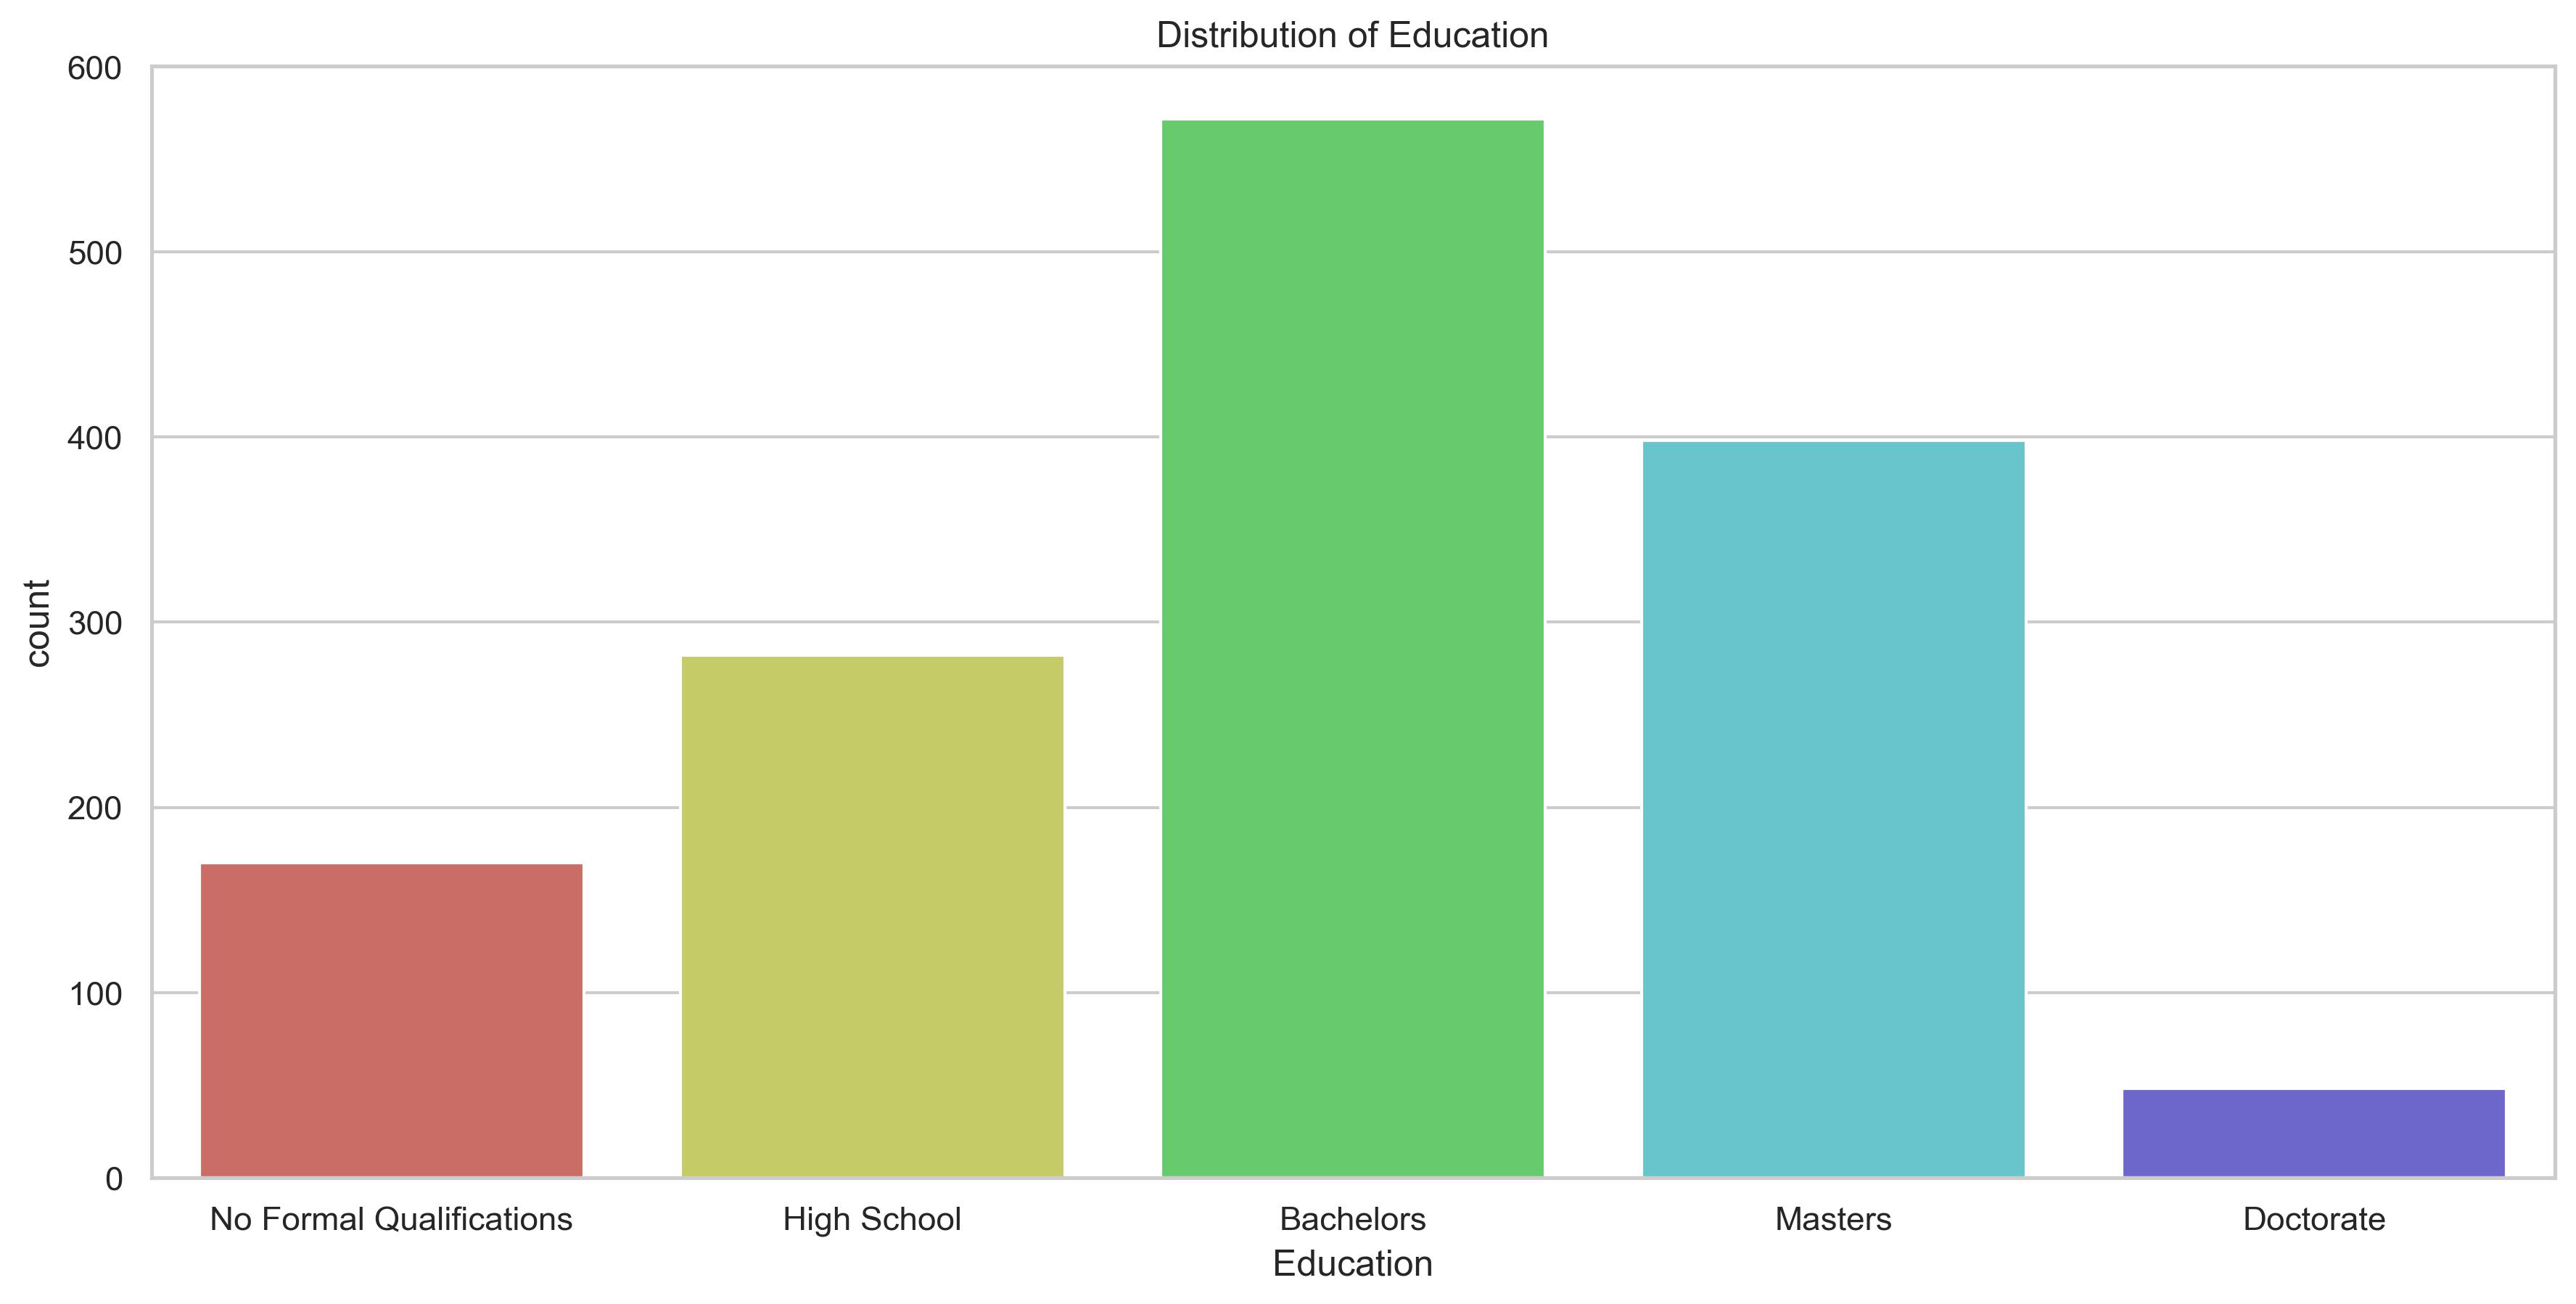 Distribution of Education
600
500
400
300
200
100
0
count
No Formal Qualifications
High School
Bachelors
Masters
Doctorate
Education